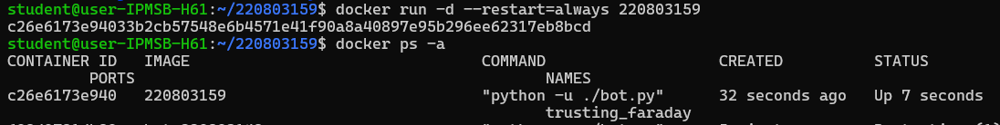 student@user-IPMSB-H61:~/220803159$ docker run -d --restart=always 220803159
c26e6173e94033b2cb57548e6b4571e41f90a8a40897e95b296ee62317eb8bcd
student@user-IPMSB-H61:~/220803159$ docker ps -a
CONTAINER ID   IMAGE   COMMAND   CREATED   STATUS
PORTS   NAMES
c26e6173e940   220803159   "python -u ./bot.py"   32 seconds ago   Up 7 seconds
trusting_faraday